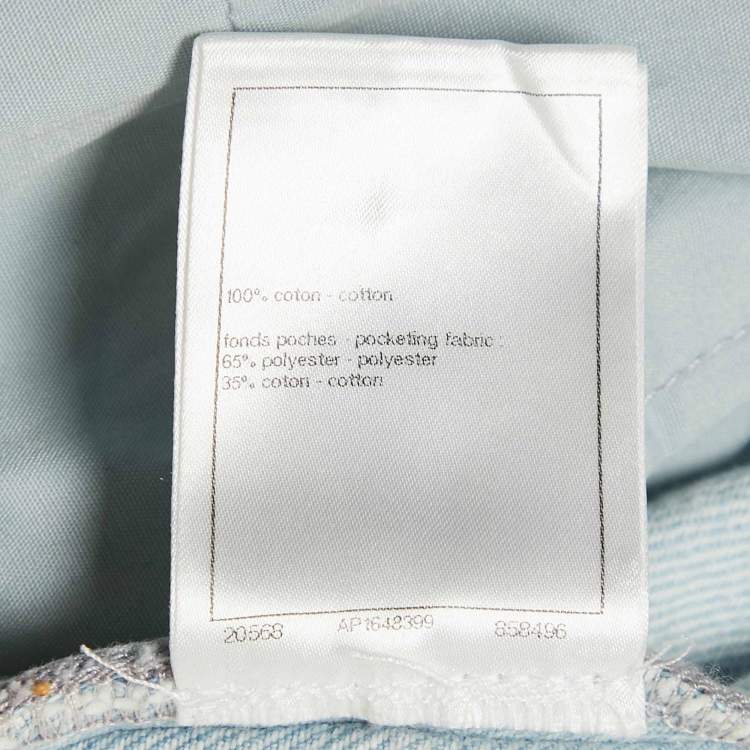 100% coton - cotton
fonds poches - pocketing fabric :
65% polyester - polyester
35% coton - cotton
20568 AP1648399 858496